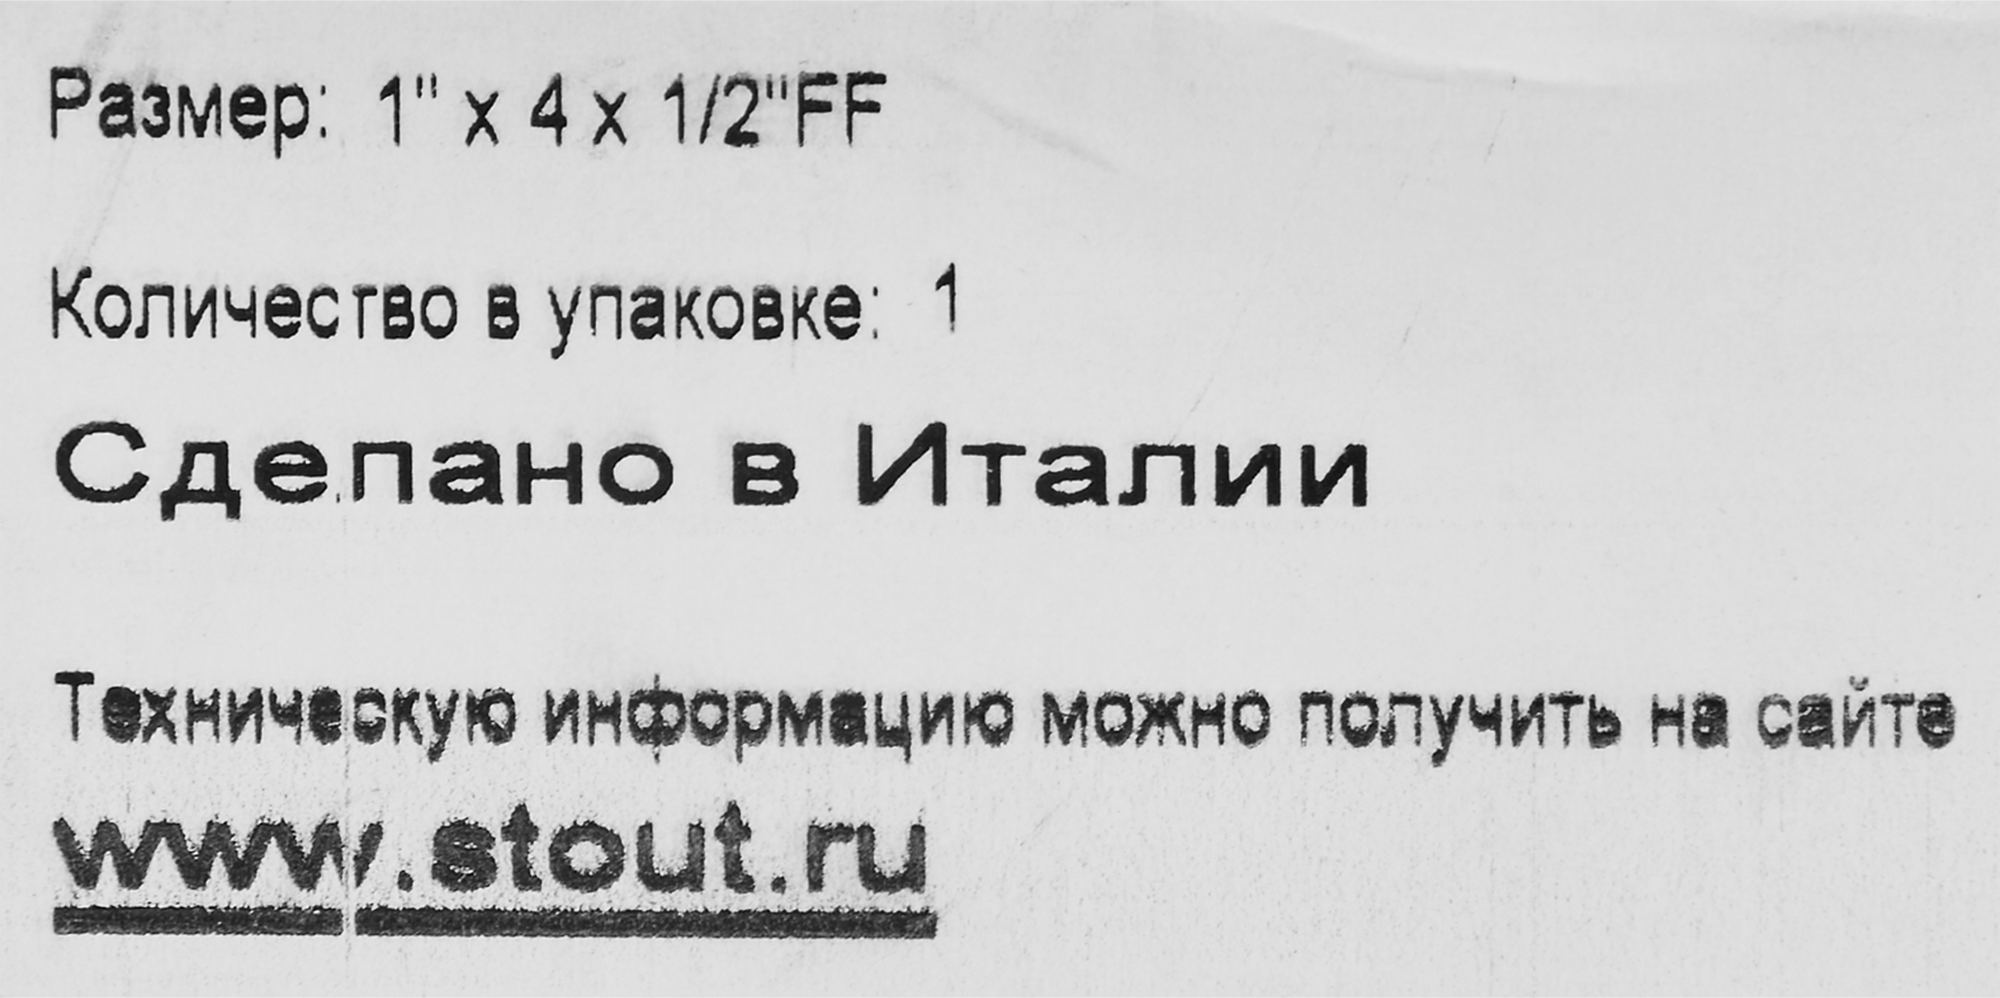 Размер: 1" x 4 x 1/2"FF
Количество в упаковке: 1
Сделано в Италии
Техническую информацию можно получить на сайте
www.stout.ru